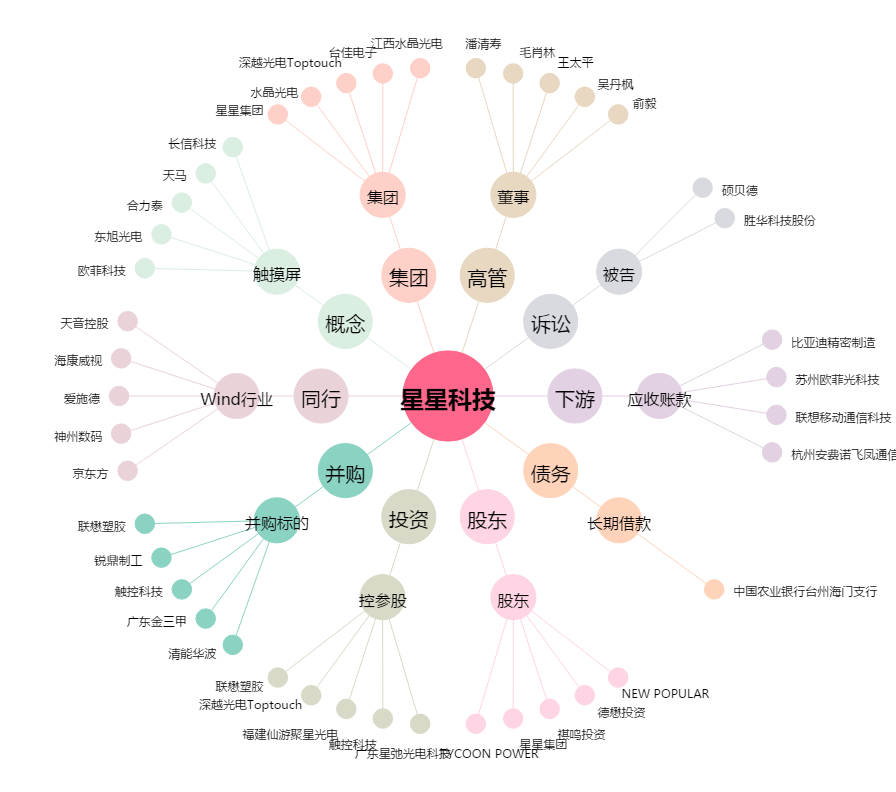 潘清寿
江西水晶光电
台佳电子
毛肖林
深越光电Toptouch
王太平
水晶光电
吴丹枫
星星集团
俞毅
长信科技
天马
合力泰
东旭光电
欧菲科技
集团
董事
硕贝德
胜华科技股份
触摸屏
集团
高管
被告
概念
诉讼
天音控股
海康威视
爱施德
神州数码
京东方
Wind行业
同行
星星科技
下游
应收账款
比亚迪精密制造
苏州欧菲光科技
联想移动通信科技
杭州安费诺飞凤通信
并购
债务
并购标的
投资
股东
长期借款
联懋塑胶
锐鼎制工
触控科技
广东金三甲
清能华波
中国农业银行台州海门支行
控参股
股东
联懋塑胶
深越光电Toptouch
福建仙游聚星光电
触控科技
广东星弛光电科技
TYCOON POWER
星星集团
祺鸣投资
德懋投资
NEW POPULAR